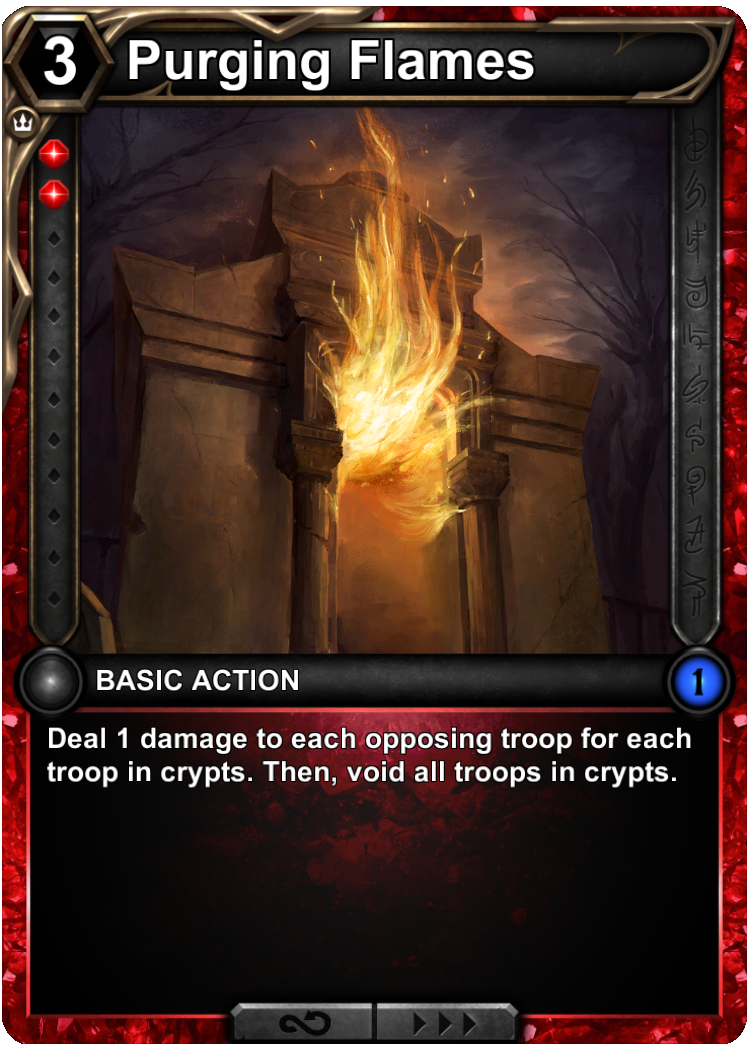 3 Purging Flames
BASIC ACTION
1
Deal 1 damage to each opposing troop for each
troop in crypts. Then, void all troops in crypts.